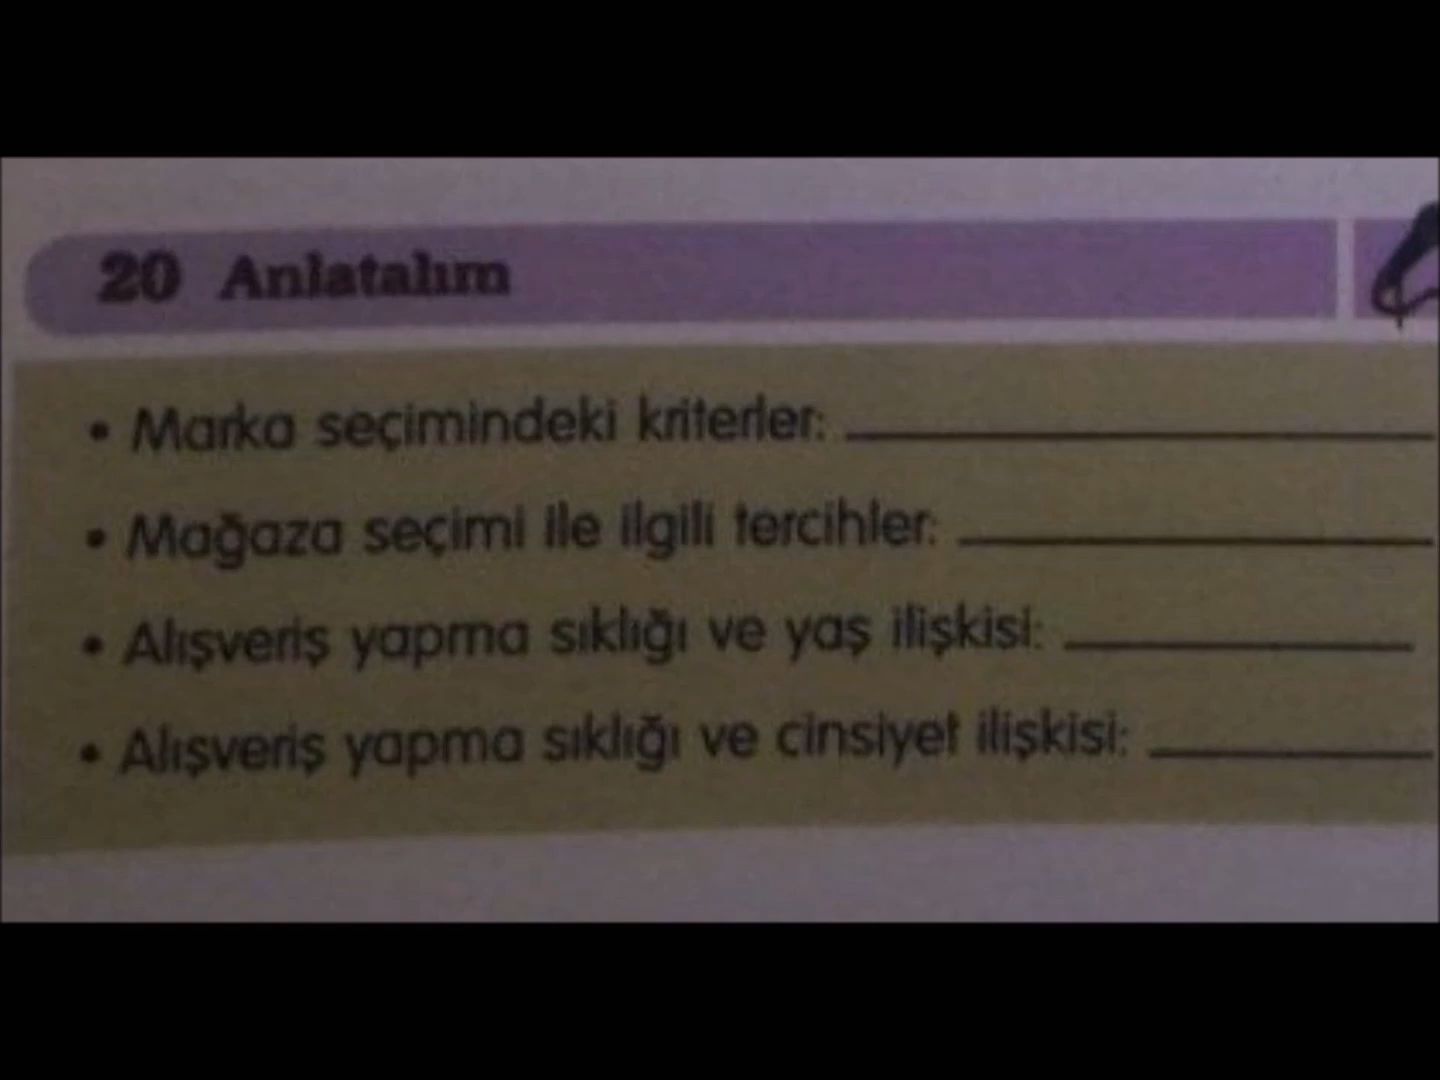 20 Anlatalım
• Marka seçimindeki kriterler:
• Mağaza seçimi ile ilgili tercihler:
• Alışveriş yapma sıklığı ve yaş ilişkisi:
• Alışveriş yapma sıklığı ve cinsiyet ilişkisi: